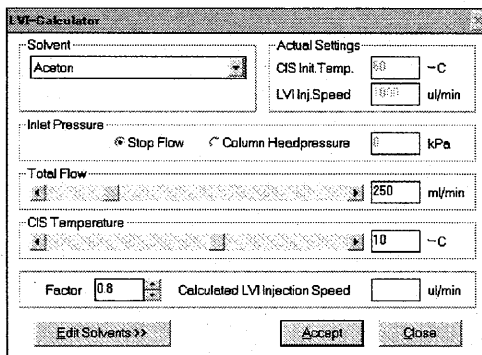 LVI-Calculator
Solvent
Aceton
Actual Settings
CIS Init.Temp. 60 ~C
LVI Inj.Speed ul/min
Inlet Pressure
Stop Flow Column Headpressure 0 kPa
Total Flow
250 ml/min
CIS Temperature
10 ~C
Factor 0.8 Calculated LVI Injection Speed ul/min
Edit Solvents >> Accept Close